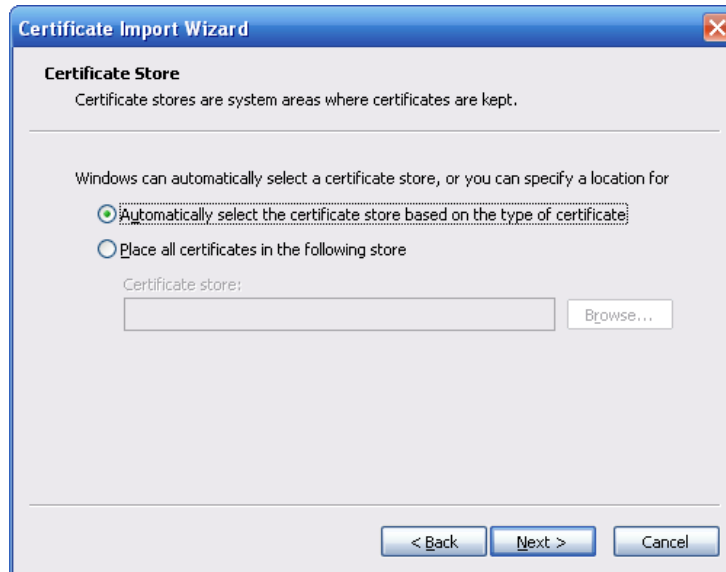 Certificate Import Wizard
Certificate Store
Certificate stores are system areas where certificates are kept.
Windows can automatically select a certificate store, or you can specify a location for
Automatically select the certificate store based on the type of certificate
Place all certificates in the following store
Certificate store:
Browse...
< Back Next > Cancel